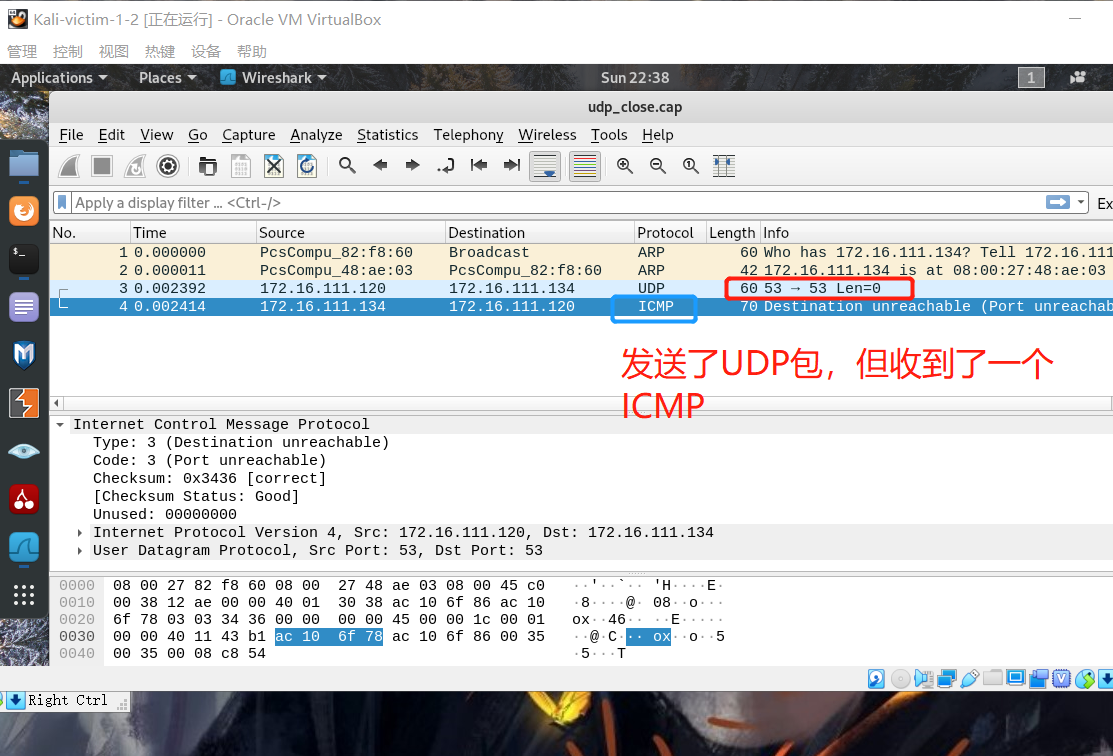 Kali-victim-1-2 [正在运行] - Oracle VM VirtualBox
管理 控制 视图 热键 设备 帮助
Applications Places Wireshark Sun 22:38 1
udp_close.cap
File Edit View Go Capture Analyze Statistics Telephony Wireless Tools Help
Apply a display filter ... <Ctrl-/> Ex
No. Time Source Destination Protocol Length Info
1 0.000000 PcsCompu_82:f8:60 Broadcast ARP 60 Who has 172.16.111.134? Tell 172.16.111
2 0.000011 PcsCompu_48:ae:03 PcsCompu_82:f8:60 ARP 42 172.16.111.134 is at 08:00:27:48:ae:03
3 0.002392 172.16.111.120 172.16.111.134 UDP 60 53 → 53 Len=0
4 0.002414 172.16.111.134 172.16.111.120 ICMP 70 Destination unreachable (Port unreachab
发送了UDP包，但收到了一个
ICMP
Internet Control Message Protocol
Type: 3 (Destination unreachable)
Code: 3 (Port unreachable)
Checksum: 0x3436 [correct]
[Checksum Status: Good]
Unused: 00000000
Internet Protocol Version 4, Src: 172.16.111.120, Dst: 172.16.111.134
User Datagram Protocol, Src Port: 53, Dst Port: 53
0000 08 00 27 82 f8 60 08 00 27 48 ae 03 08 00 45 c0 ··'··`·· 'H····E·
0010 00 38 12 ae 00 00 40 01 30 38 ac 10 6f 86 ac 10 ·8····@· 08··o···
0020 6f 78 03 03 34 36 00 00 00 00 45 00 00 1c 00 01 ox··46·· ··E·····
0030 00 00 40 11 43 b1 ac 10 6f 78 ac 10 6f 86 00 35 ··@·C··· ox··o··5
0040 00 35 00 08 c8 54 ·5···T
Right Ctrl